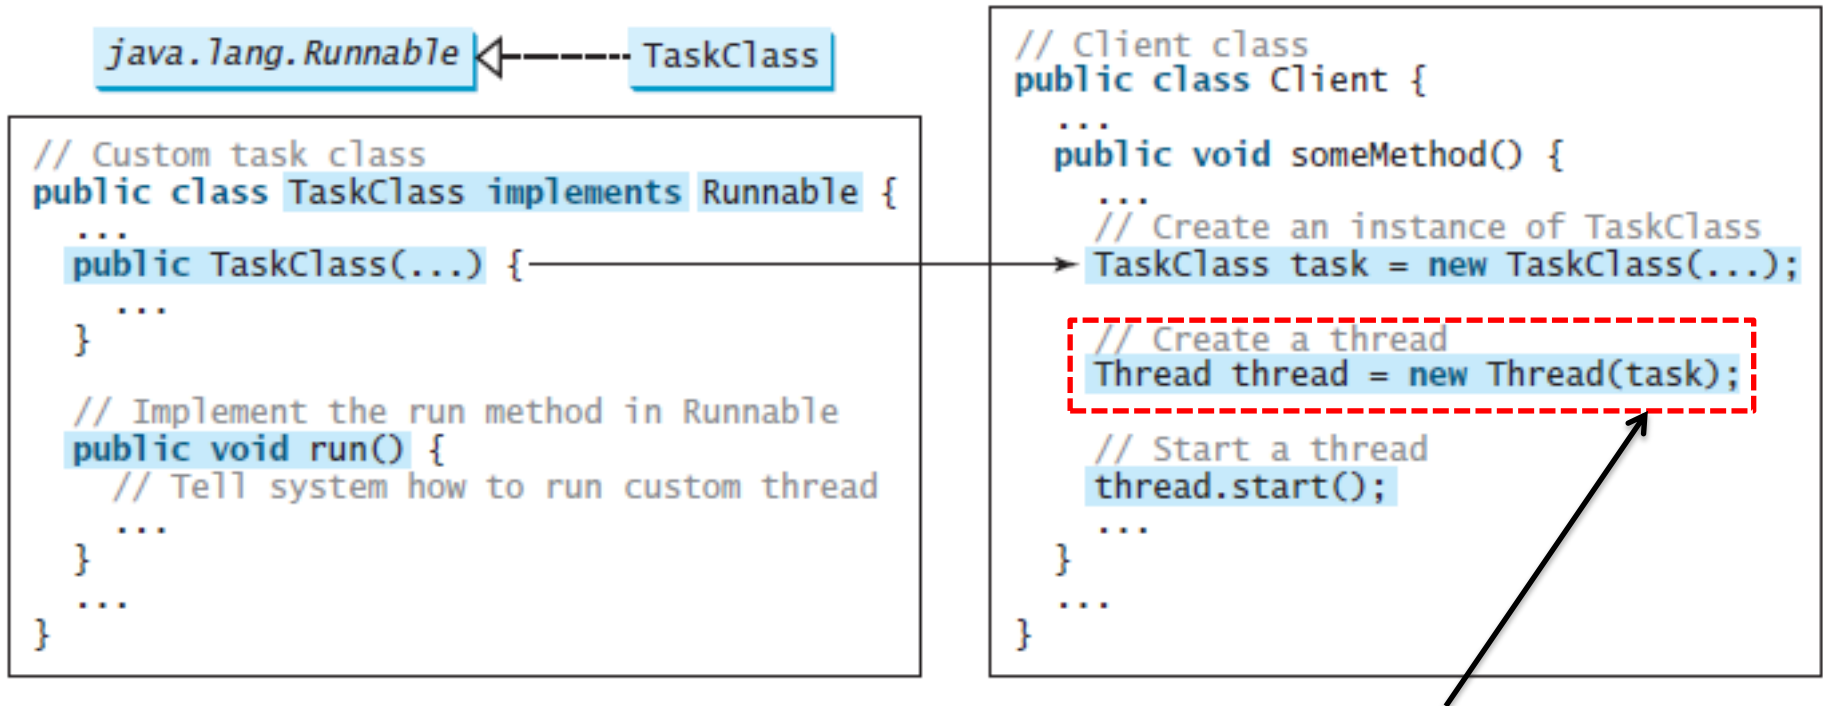 java.lang.Runnable
TaskClass
// Custom task class
public class TaskClass implements Runnable {
...
public TaskClass(...) {
...
}
// Implement the run method in Runnable
public void run() {
// Tell system how to run custom thread
...
}
...
}
// Client class
public class Client {
...
public void someMethod() {
...
// Create an instance of TaskClass
TaskClass task = new TaskClass(...);
// Create a thread
Thread thread = new Thread(task);
// Start a thread
thread.start();
...
}
...
}